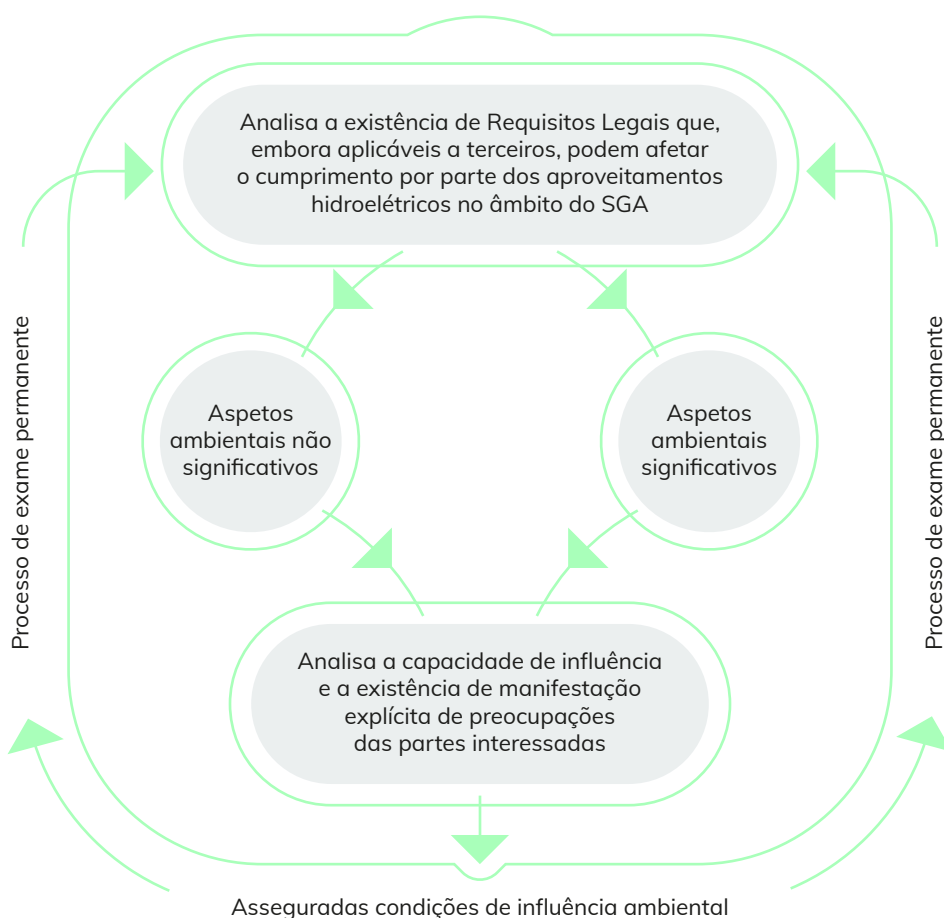 Analisa a existência de Requisitos Legais que,
embora aplicáveis a terceiros, podem afetar
o cumprimento por parte dos aproveitamentos
hidroelétricos no âmbito do SGA
Processo de exame permanente
Processo de exame permanente
Aspetos
ambientais não
significativos
Aspetos
ambientais
significativos
Analisa a capacidade de influência
e a existência de manifestação
explícita de preocupações
das partes interessadas
Asseguradas condições de influência ambiental